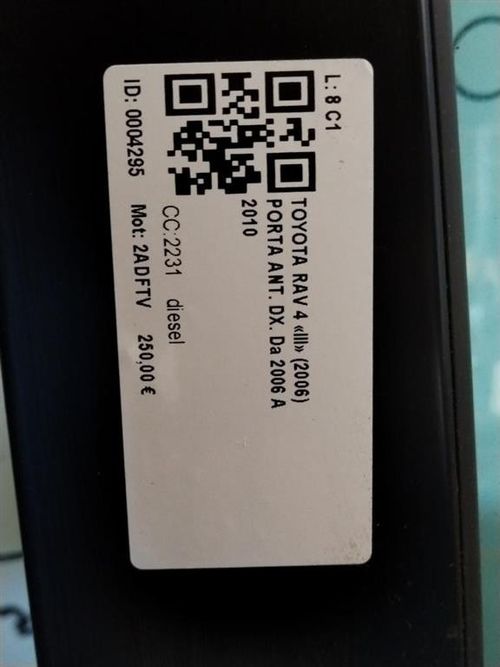 L: 8 C1
TOYOTA RAV 4 «III» (2006)
PORTA ANT. DX. Da 2006 A
2010
CC:2231 diesel
ID: 0004295 Mot: 2ADFTV 250,00 €